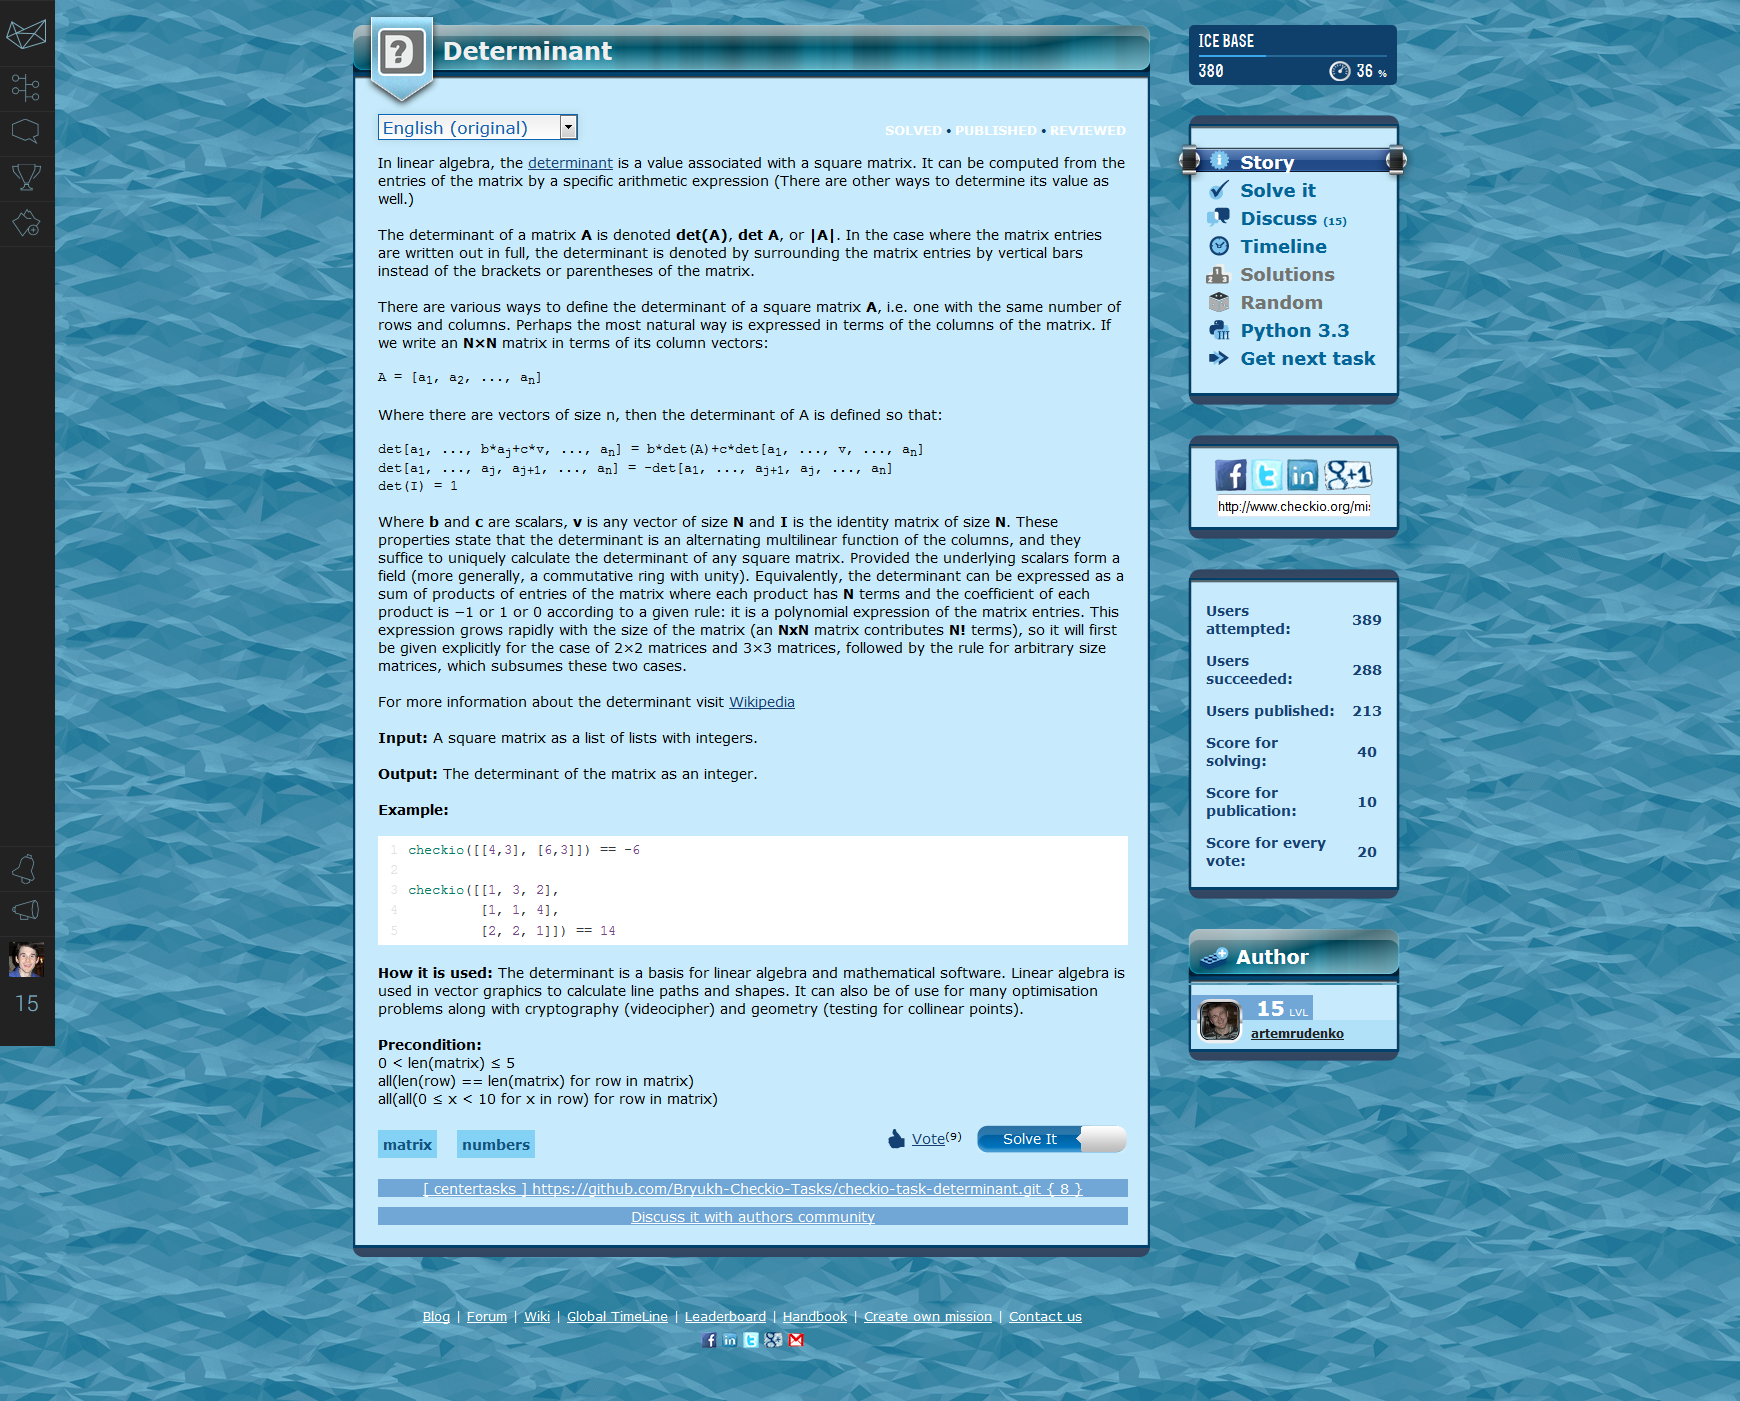 Determinant
English (original)
SOLVED • PUBLISHED • REVIEWED
In linear algebra, the determinant is a value associated with a square matrix. It can be computed from the
entries of the matrix by a specific arithmetic expression (There are other ways to determine its value as
well.)
The determinant of a matrix A is denoted det(A), det A, or |A|. In the case where the matrix entries
are written out in full, the determinant is denoted by surrounding the matrix entries by vertical bars
instead of the brackets or parentheses of the matrix.
There are various ways to define the determinant of a square matrix A, i.e. one with the same number of
rows and columns. Perhaps the most natural way is expressed in terms of the columns of the matrix. If
we write an N×N matrix in terms of its column vectors:
A = [a1, a2, ..., an]
Where there are vectors of size n, then the determinant of A is defined so that:
det[a1, ..., b*aj+c*v, ..., an] = b*det(A)+c*det[a1, ..., v, ..., an]
det[a1, ..., aj, aj+1, ..., an] = −det[a1, ..., aj+1, aj, ..., an]
det(I) = 1
Where b and c are scalars, v is any vector of size N and I is the identity matrix of size N. These
properties state that the determinant is an alternating multilinear function of the columns, and they
suffice to uniquely calculate the determinant of any square matrix. Provided the underlying scalars form a
field (more generally, a commutative ring with unity). Equivalently, the determinant can be expressed as a
sum of products of entries of the matrix where each product has N terms and the coefficient of each
product is −1 or 1 or 0 according to a given rule: it is a polynomial expression of the matrix entries. This
expression grows rapidly with the size of the matrix (an NxN matrix contributes N! terms), so it will first
be given explicitly for the case of 2×2 matrices and 3×3 matrices, followed by the rule for arbitrary size
matrices, which subsumes these two cases.
For more information about the determinant visit Wikipedia
Input: A square matrix as a list of lists with integers.
Output: The determinant of the matrix as an integer.
Example:
1 checkio([[4,3], [6,3]]) == -6
2
3 checkio([[1, 3, 2],
4 [1, 1, 4],
5 [2, 2, 1]]) == 14
How it is used: The determinant is a basis for linear algebra and mathematical software. Linear algebra is
used in vector graphics to calculate line paths and shapes. It can also be of use for many optimisation
problems along with cryptography (videocipher) and geometry (testing for collinear points).
Precondition:
0 < len(matrix) ≤ 5
all(len(row) == len(matrix) for row in matrix)
all(all(0 ≤ x < 10 for x in row) for row in matrix)
matrix numbers
Vote(9) Solve It
[ centertasks ] https://github.com/Bryukh-Checkio-Tasks/checkio-task-determinant.git { 8 }
Discuss it with authors community
ICE BASE
380 36 %
Story
Solve it
Discuss (15)
Timeline
Solutions
Random
Python 3.3
Get next task
http://www.checkio.org/mi
Users
attempted: 389
Users
succeeded: 288
Users published: 213
Score for
solving: 40
Score for
publication: 10
Score for every
vote: 20
Author
15 LVL
artemrudenko
15
Blog | Forum | Wiki | Global TimeLine | Leaderboard | Handbook | Create own mission | Contact us